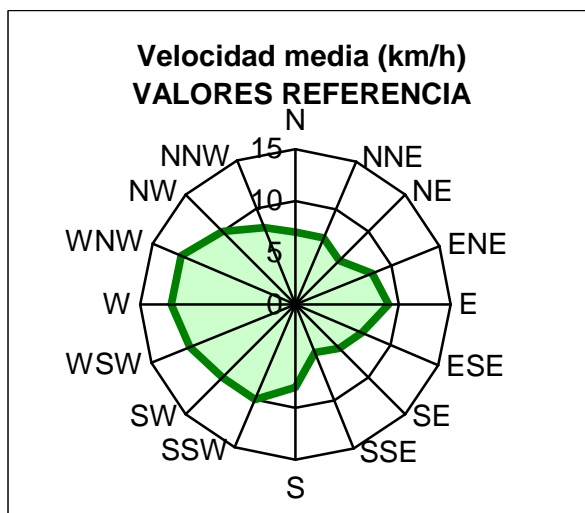 Velocidad media (km/h)
VALORES REFERENCIA
N
NNW
15
NNE
NW
10
NE
WNW
5
ENE
W
0
E
WSW
ESE
SW
SE
SSW
SSE
S